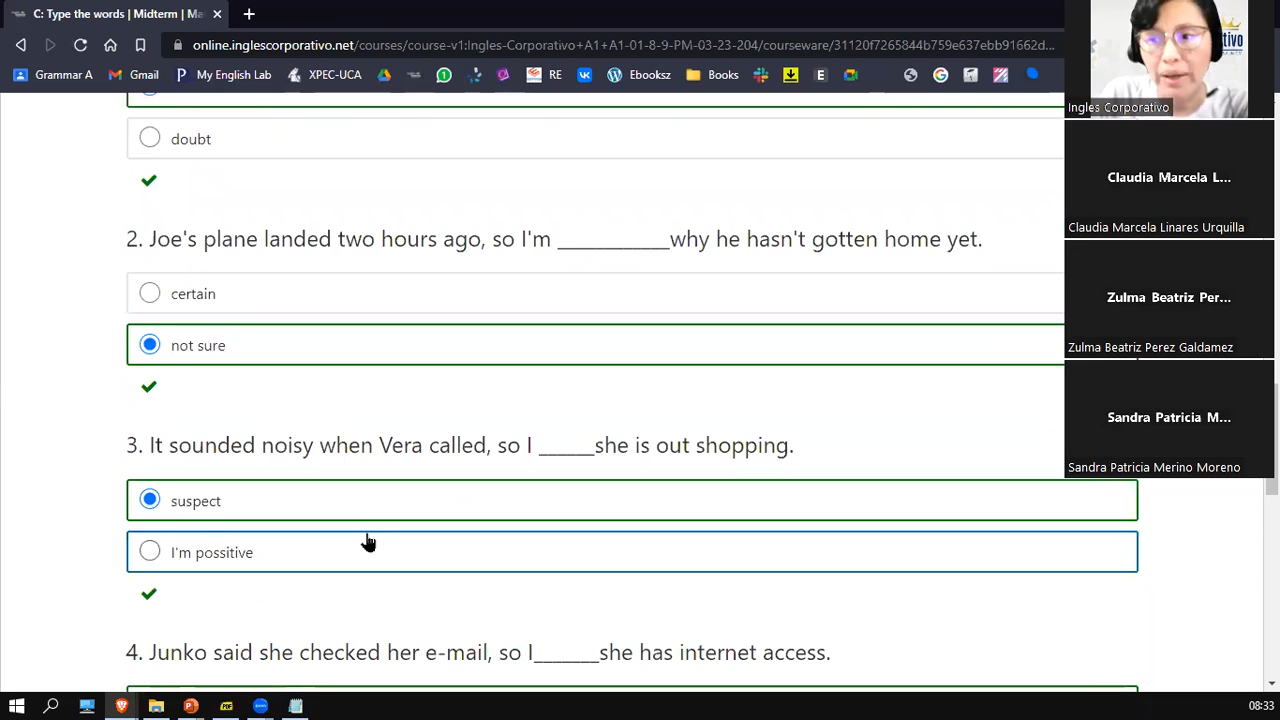 C: Type the words | Midterm | Ma
online.inglescorporativo.net/courses/course-v1:Ingles-Corporativo+A1+A1-01-8-9-PM-03-23-204/courseware/31120f7265844b759e637ebb91662d...
Grammar A
Gmail
My English Lab
XPEC-UCA
RE
Ebooksz
Books
doubt
2. Joe's plane landed two hours ago, so I'm ____________why he hasn't gotten home yet.
certain
not sure
3. It sounded noisy when Vera called, so I ______she is out shopping.
suspect
I'm possitive
4. Junko said she checked her e-mail, so I_______she has internet access.
Ingles Corporativo
Claudia Marcela L...
Claudia Marcela Linares Urquilla
Zulma Beatriz Per...
Zulma Beatriz Perez Galdamez
Sandra Patricia M...
Sandra Patricia Merino Moreno
08:33